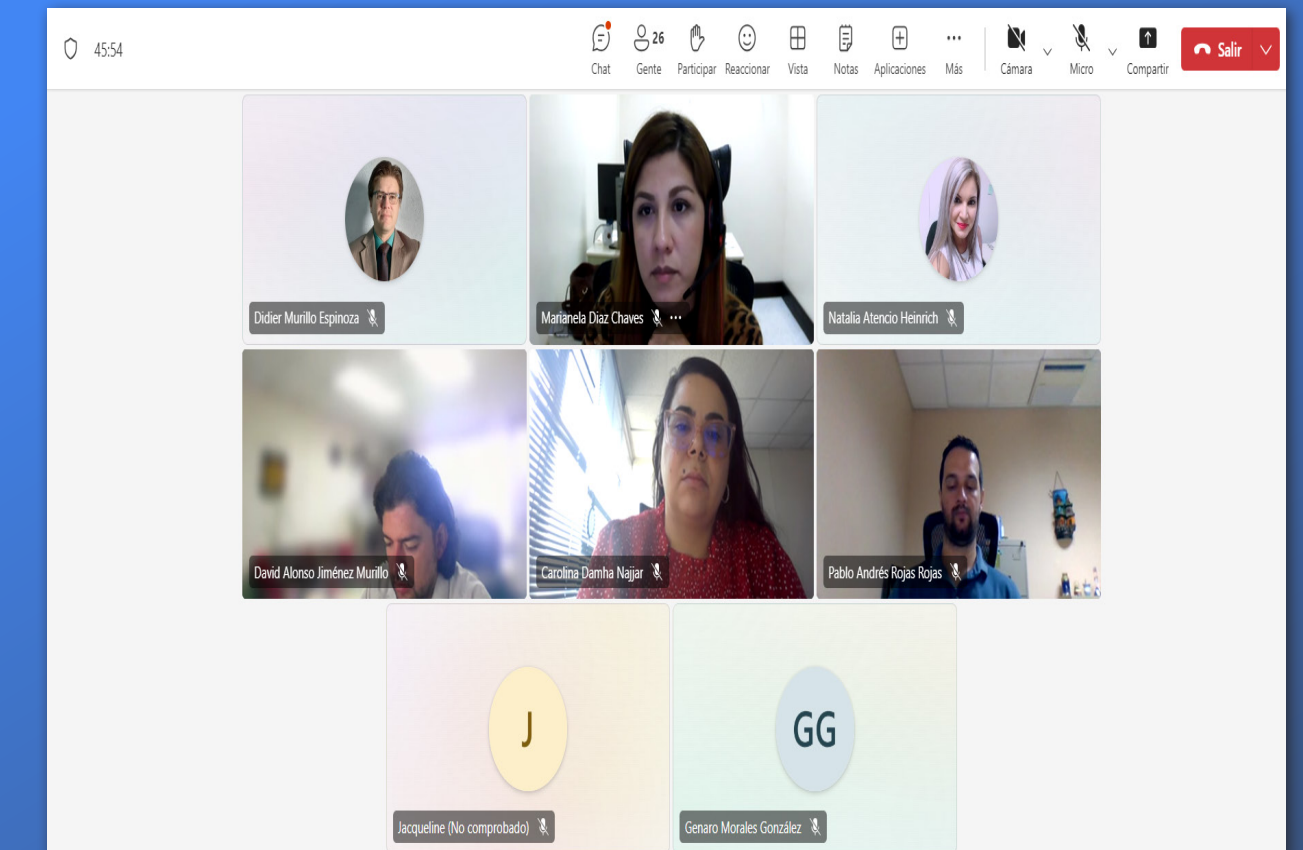 45:54
26
Chat Gente Participar Reaccionar Vista Notas Aplicaciones Más Cámara Micro Compartir Salir
Didier Murillo Espinoza
Marianela Diaz Chaves
Natalia Atencio Heinrich
David Alonso Jiménez Murillo
Carolina Damha Najjar
Pablo Andrés Rojas Rojas
J
GG
Jacqueline (No comprobado)
Genaro Morales González